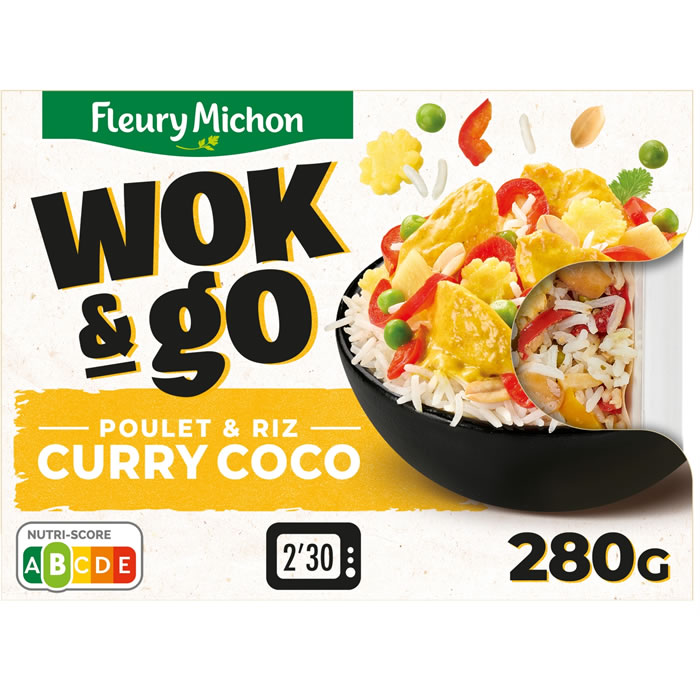 Fleury Michon
WOK
& go
POULET & RIZ
CURRY COCO
NUTRI-SCORE
A B C D E
2'30
280G